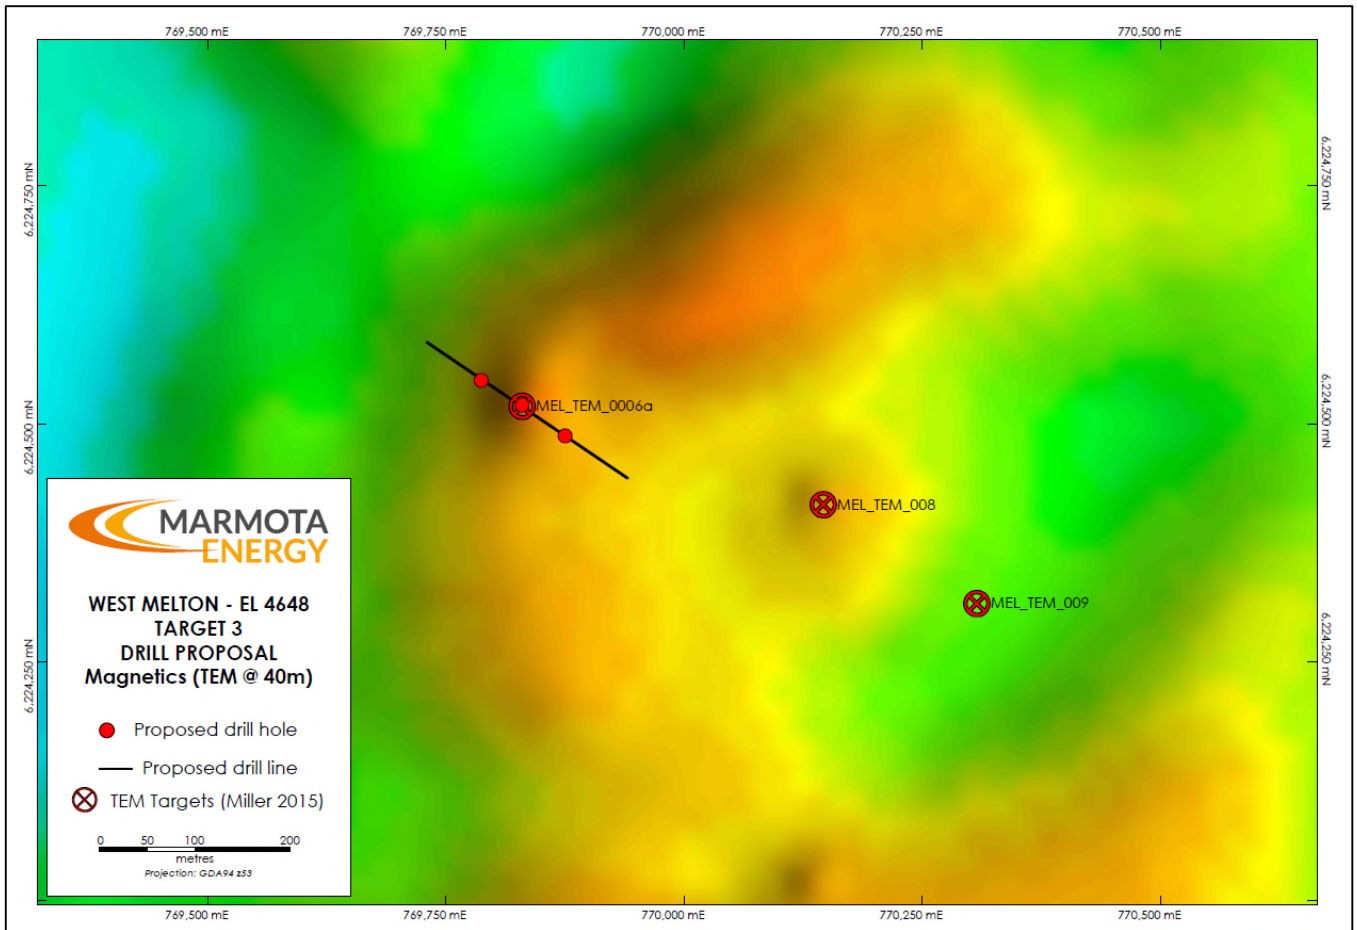 769,500 mE
769,750 mE
770,000 mE
770,250 mE
770,500 mE
6,224,750 mN
6,224,750 mN
6,224,500 mN
6,224,500 mN
6,224,250 mN
6,224,250 mN
MEL_TEM_0006a
MEL_TEM_008
MEL_TEM_009
MARMOTA
ENERGY
WEST MELTON - EL 4648
TARGET 3
DRILL PROPOSAL
Magnetics (TEM @ 40m)
Proposed drill hole
Proposed drill line
TEM Targets (Miller 2015)
0 50 100 200
metres
Projection: GDA94 z53
769,500 mE
769,750 mE
770,000 mE
770,250 mE
770,500 mE